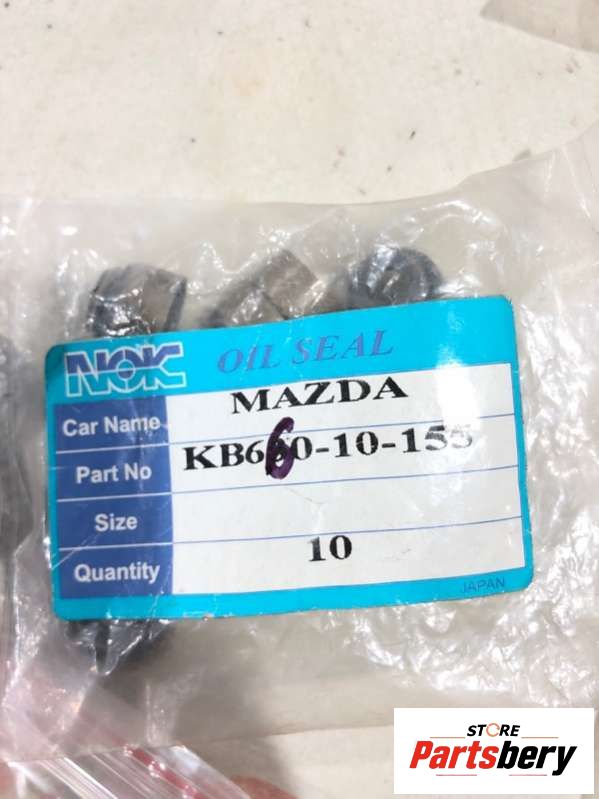 NOK OIL SEAL
Car Name MAZDA
Part No KB660-10-155
Size
Quantity 10
JAPAN
STORE
Partsbery